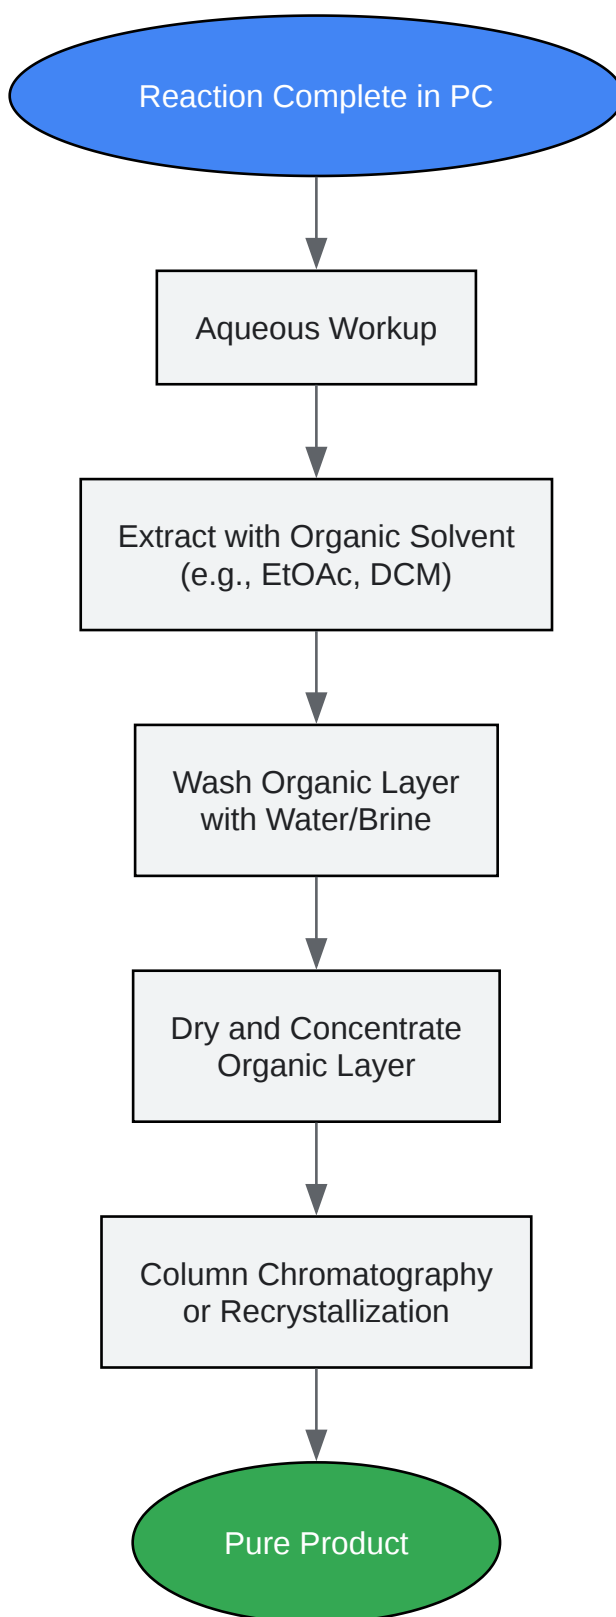 Reaction Complete in PC
Aqueous Workup
Extract with Organic Solvent
(e.g., EtOAc, DCM)
Wash Organic Layer
with Water/Brine
Dry and Concentrate
Organic Layer
Column Chromatography
or Recrystallization
Pure Product